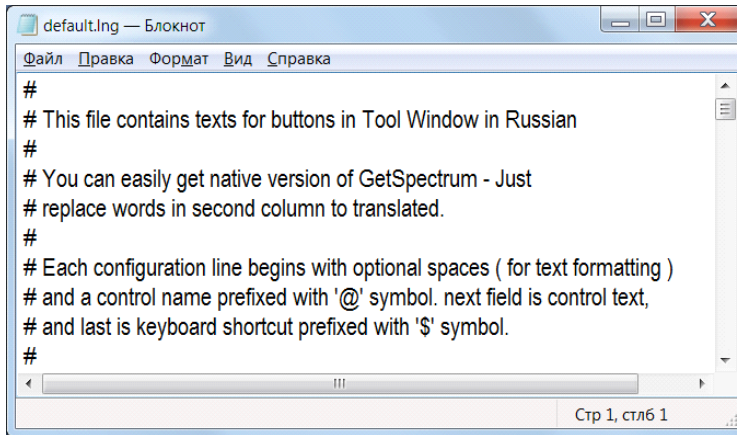 default.lng — Блокнот
Файл Правка Формат Вид Справка
#
# This file contains texts for buttons in Tool Window in Russian
#
# You can easily get native version of GetSpectrum - Just
# replace words in second column to translated.
#
# Each configuration line begins with optional spaces ( for text formatting )
# and a control name prefixed with '@' symbol. next field is control text,
# and last is keyboard shortcut prefixed with '$' symbol.
#
Стр 1, стлб 1